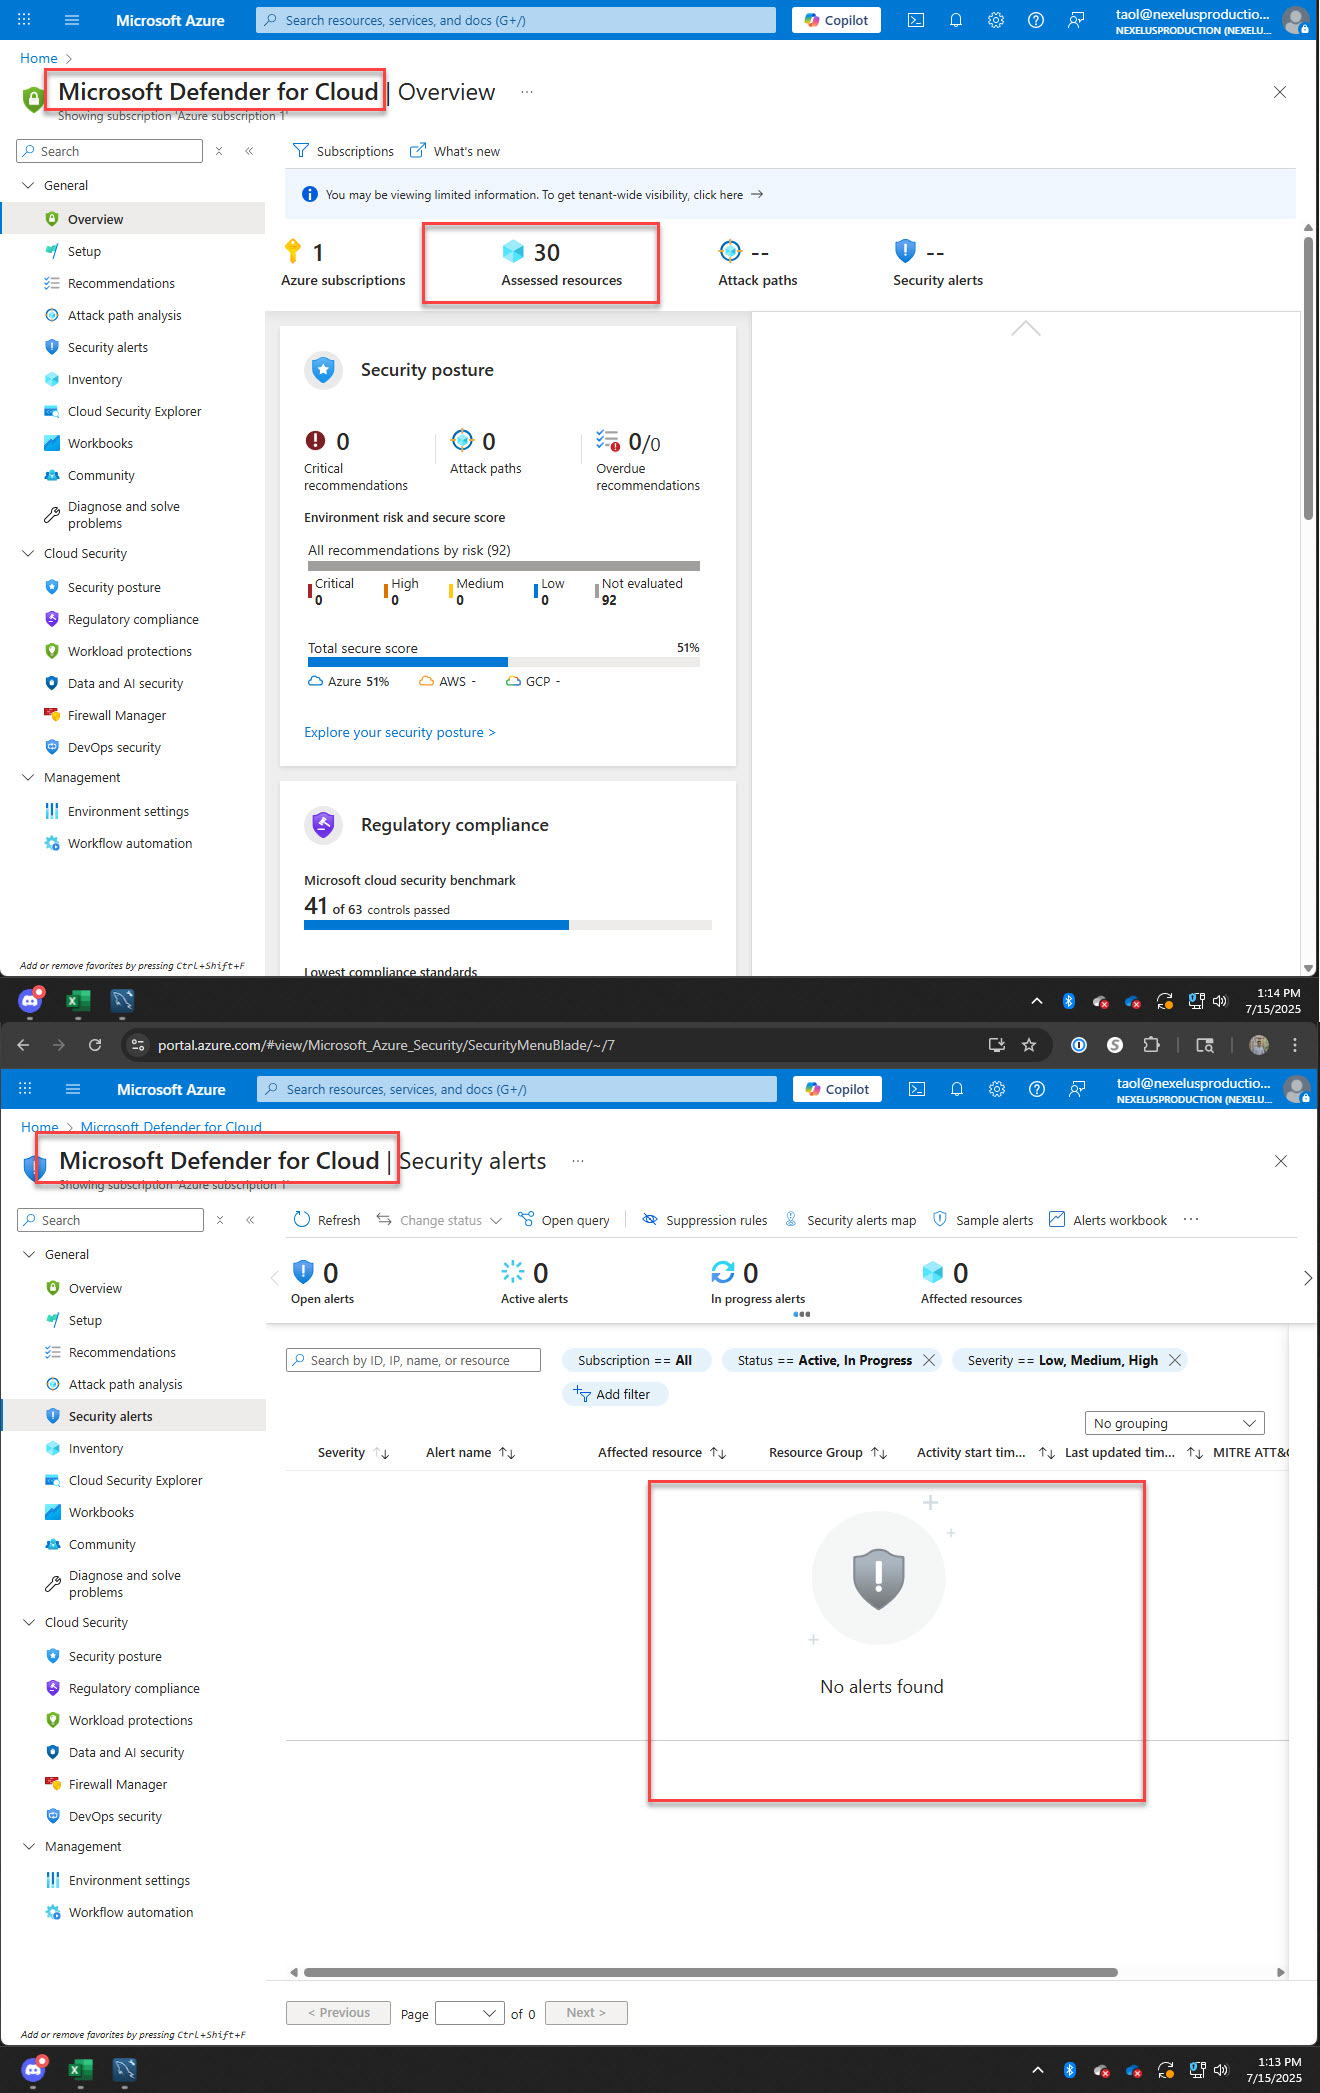 Microsoft Azure
Search resources, services, and docs (G+/)
Copilot
taol@nexelusproductio...
NEXELUSPRODUCTION (NEXELU...
Home
Microsoft Defender for Cloud | Overview
Showing subscription 'Azure subscription 1'
Search
Subscriptions
What's new
General
You may be viewing limited information. To get tenant-wide visibility, click here →
Overview
Setup
Recommendations
Attack path analysis
Security alerts
Inventory
Cloud Security Explorer
Workbooks
Community
Diagnose and solve
problems
Cloud Security
Security posture
Regulatory compliance
Workload protections
Data and AI security
Firewall Manager
DevOps security
Management
Environment settings
Workflow automation
Add or remove favorites by pressing Ctrl+Shift+F
1
Azure subscriptions
30
Assessed resources
--
Attack paths
--
Security alerts
Security posture
0
Critical
recommendations
0
Attack paths
0/0
Overdue
recommendations
Environment risk and secure score
All recommendations by risk (92)
Critical
0
High
0
Medium
0
Low
0
Not evaluated
92
Total secure score 51%
Azure 51%
AWS -
GCP -
Explore your security posture >
Regulatory compliance
Microsoft cloud security benchmark
41 of 63 controls passed
Lowest compliance standards
1:14 PM
7/15/2025
portal.azure.com/#view/Microsoft_Azure_Security/SecurityMenuBlade/~/7
Microsoft Azure
Search resources, services, and docs (G+/)
Copilot
taol@nexelusproductio...
NEXELUSPRODUCTION (NEXELU...
Home > Microsoft Defender for Cloud
Microsoft Defender for Cloud | Security alerts
Showing subscription 'Azure subscription 1'
Search
Refresh
Change status
Open query
Suppression rules
Security alerts map
Sample alerts
Alerts workbook
General
Overview
Setup
Recommendations
Attack path analysis
Security alerts
Inventory
Cloud Security Explorer
Workbooks
Community
Diagnose and solve
problems
Cloud Security
Security posture
Regulatory compliance
Workload protections
Data and AI security
Firewall Manager
DevOps security
Management
Environment settings
Workflow automation
Add or remove favorites by pressing Ctrl+Shift+F
0
Open alerts
0
Active alerts
0
In progress alerts
0
Affected resources
Search by ID, IP, name, or resource
Subscription == All
Status == Active, In Progress
Severity == Low, Medium, High
Add filter
No grouping
Severity
Alert name
Affected resource
Resource Group
Activity start tim...
Last updated tim...
MITRE ATT&C
No alerts found
< Previous
Page
of 0
Next >
1:13 PM
7/15/2025